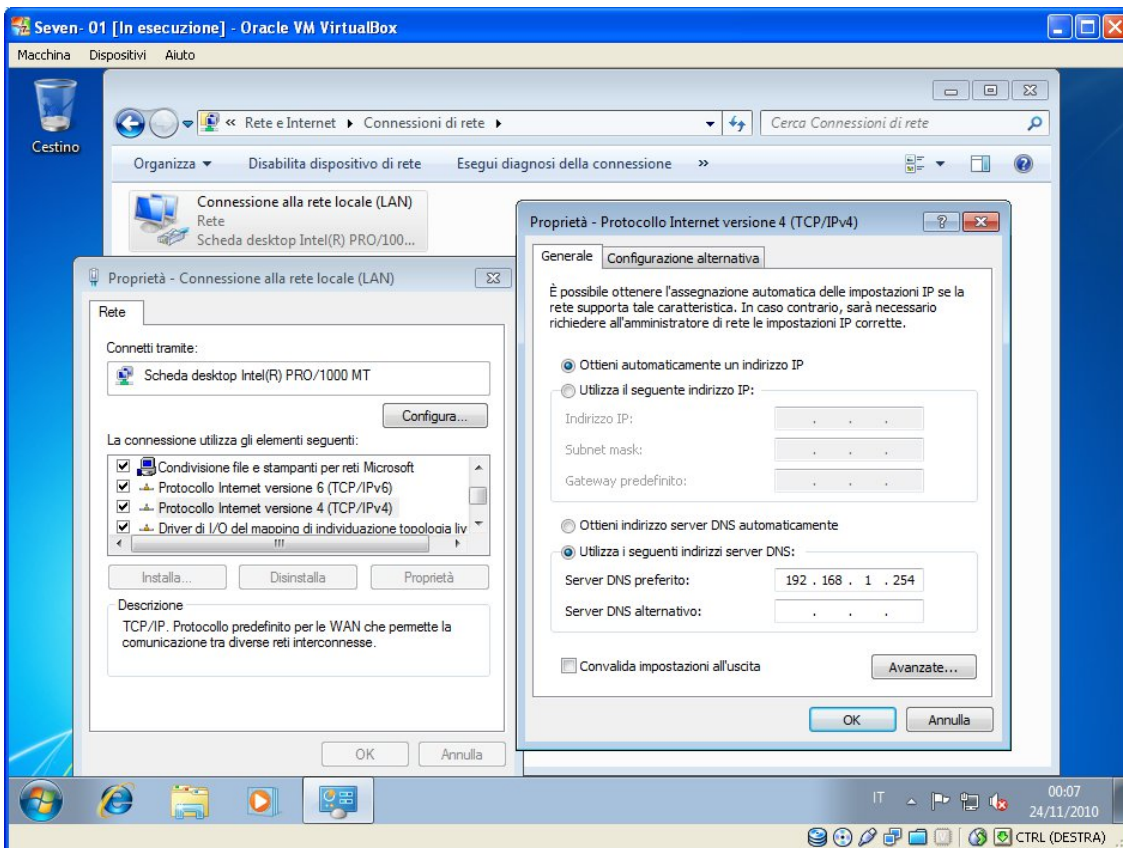 Seven- 01 [In esecuzione] - Oracle VM VirtualBox
Macchina Dispositivi Aiuto
Cestino
« Rete e Internet Connessioni di rete
Cerca Connessioni di rete
Organizza Disabilita dispositivo di rete Esegui diagnosi della connessione »
Connessione alla rete locale (LAN)
Rete
Scheda desktop Intel(R) PRO/100...
Proprietà - Connessione alla rete locale (LAN)
Rete
Connetti tramite:
Scheda desktop Intel(R) PRO/1000 MT
Configura...
La connessione utilizza gli elementi seguenti:
Condivisione file e stampanti per reti Microsoft
Protocollo Internet versione 6 (TCP/IPv6)
Protocollo Internet versione 4 (TCP/IPv4)
Driver di I/O del mapping di individuazione topologia liv
Installa... Disinstalla Proprietà
Descrizione
TCP/IP. Protocollo predefinito per le WAN che permette la
comunicazione tra diverse reti interconnesse.
OK Annulla
Proprietà - Protocollo Internet versione 4 (TCP/IPv4)
Generale Configurazione alternativa
È possibile ottenere l'assegnazione automatica delle impostazioni IP se la
rete supporta tale caratteristica. In caso contrario, sarà necessario
richiedere all'amministratore di rete le impostazioni IP corrette.
Ottieni automaticamente un indirizzo IP
Utilizza il seguente indirizzo IP:
Indirizzo IP: . . .
Subnet mask: . . .
Gateway predefinito: . . .
Ottieni indirizzo server DNS automaticamente
Utilizza i seguenti indirizzi server DNS:
Server DNS preferito: 192 . 168 . 1 . 254
Server DNS alternativo: . . .
Convalida impostazioni all'uscita Avanzate...
OK Annulla
IT
00:07
24/11/2010
CTRL (DESTRA)